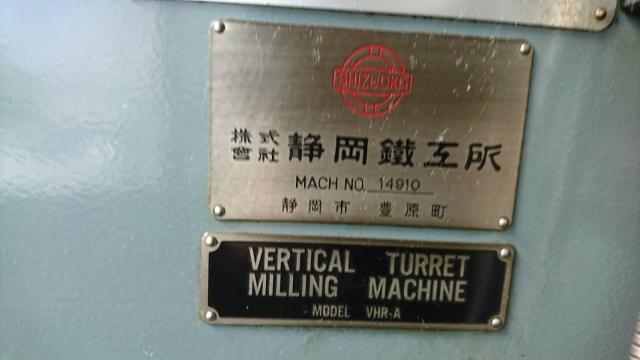 SHIZUOKA
株式會社 静岡鐵工所
MACH NO. 14910
静岡市 豊原町
VERTICAL TURRET
MILLING MACHINE
MODEL VHR-A